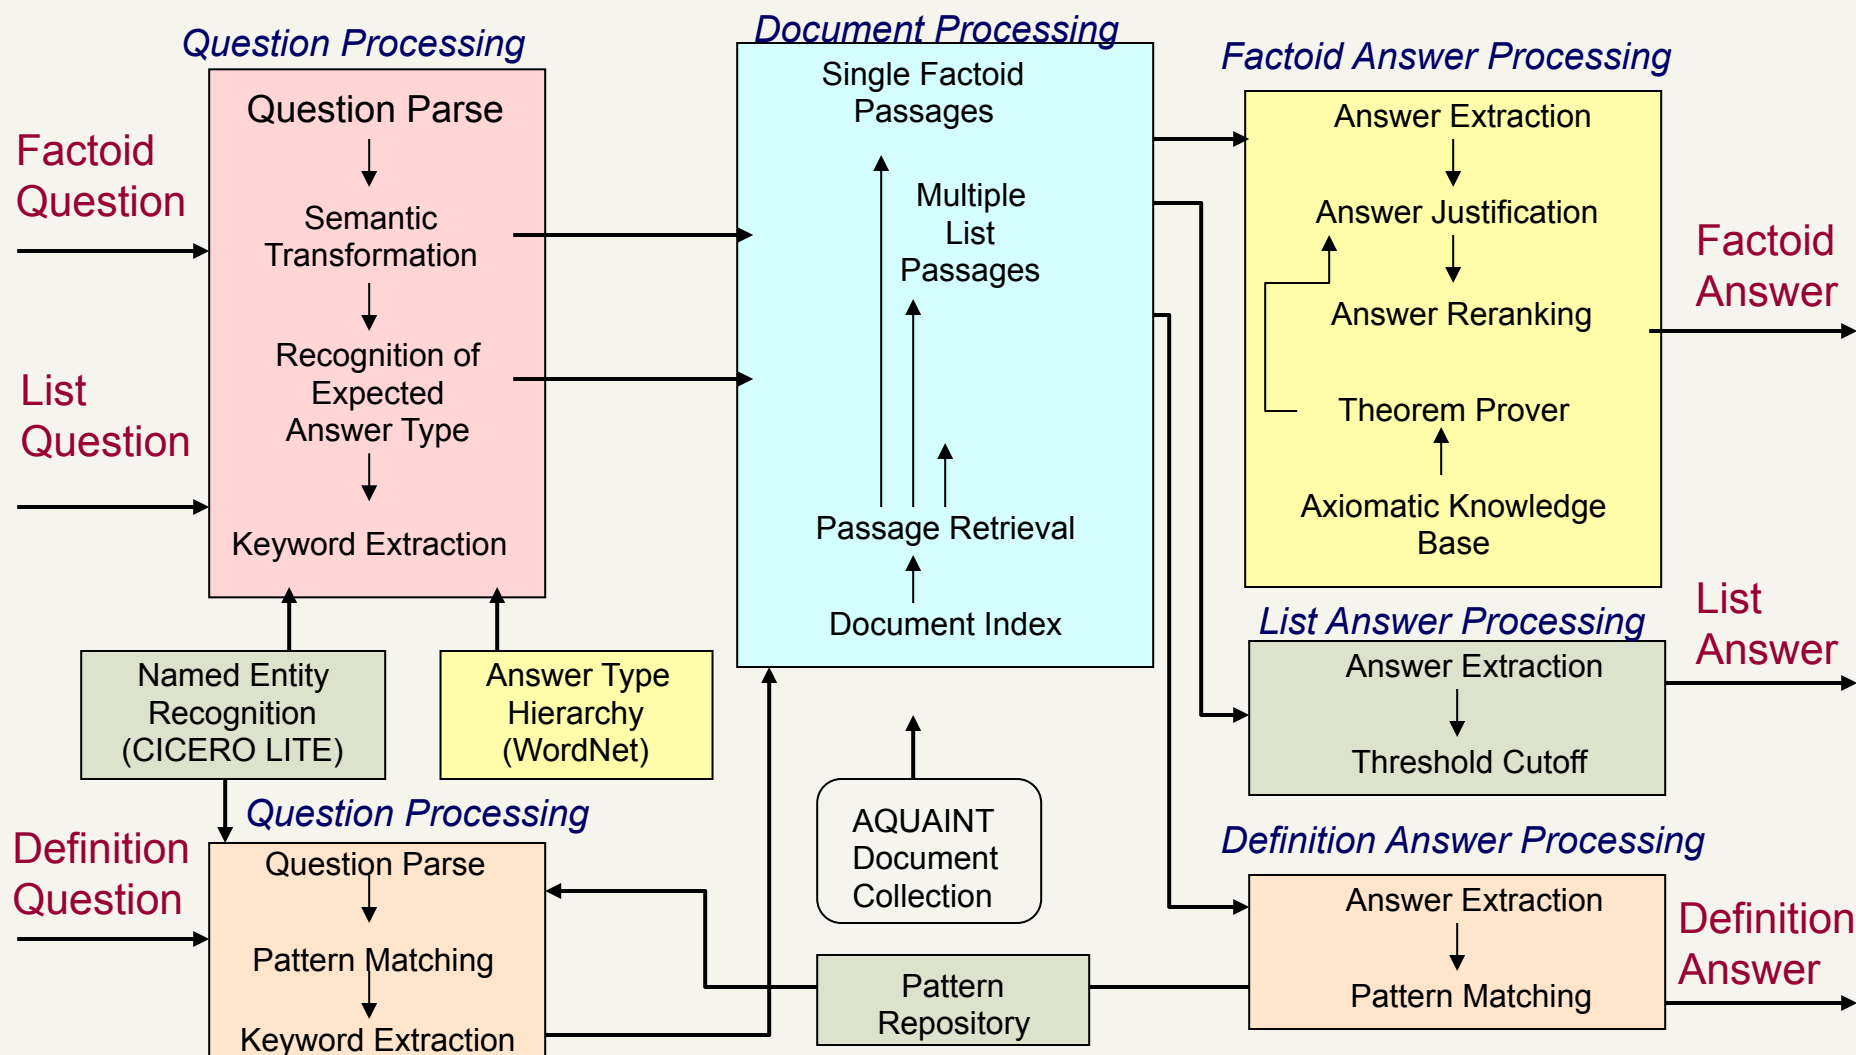 Question Processing
Question Parse
Semantic
Transformation
Recognition of
Expected
Answer Type
Keyword Extraction
Factoid
Question
List
Question
Named Entity
Recognition
(CICERO LITE)
Answer Type
Hierarchy
(WordNet)
Question Processing
Definition
Question
Question Parse
Pattern Matching
Keyword Extraction
Document Processing
Single Factoid
Passages
Multiple
List
Passages
Passage Retrieval
Document Index
AQUAINT
Document
Collection
Pattern
Repository
Factoid Answer Processing
Answer Extraction
Answer Justification
Answer Reranking
Theorem Prover
Axiomatic Knowledge
Base
Factoid
Answer
List Answer Processing
Answer Extraction
Threshold Cutoff
List
Answer
Definition Answer Processing
Answer Extraction
Pattern Matching
Definition
Answer